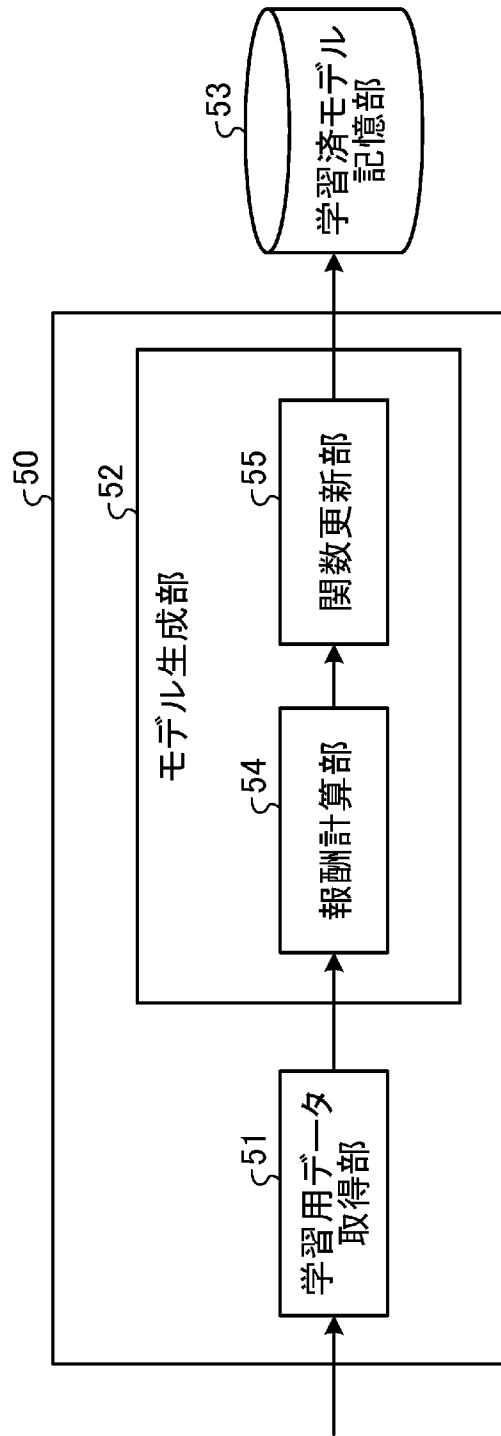 50
52
モデル生成部
51
学習用データ
取得部
54
報酬計算部
55
関数更新部
53
学習済モデル
記憶部